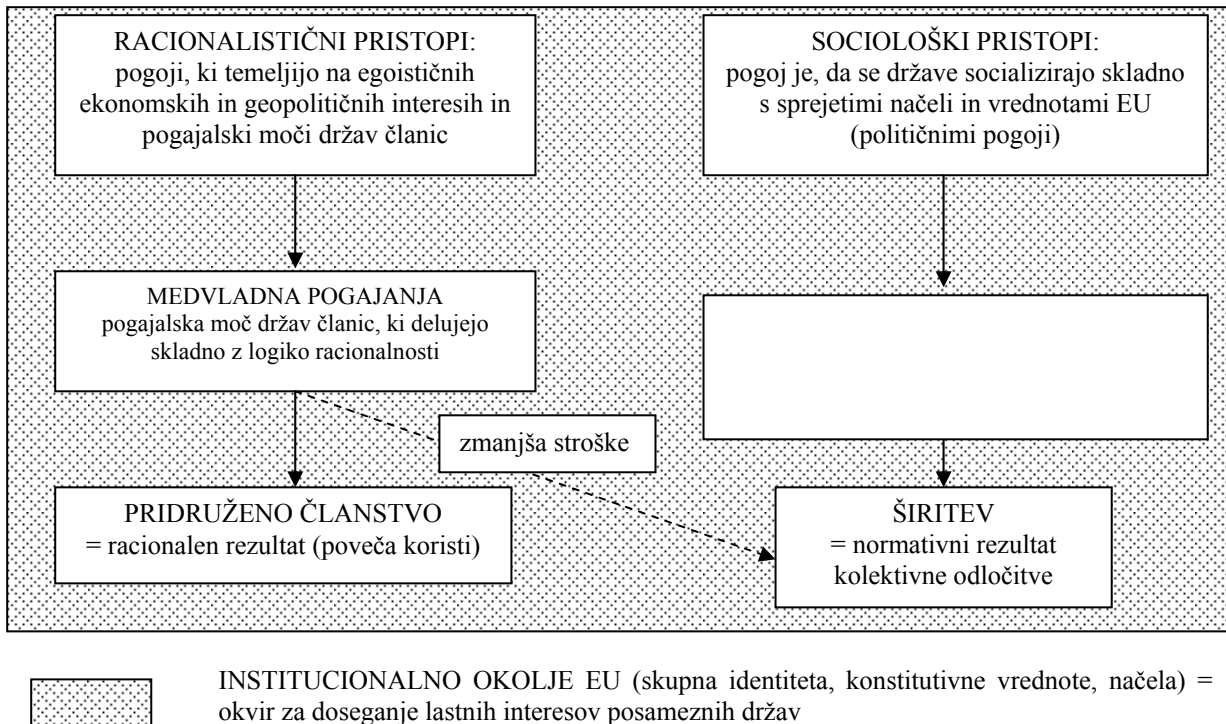 RACIONALISTIČNI PRISTOPI:
pogoji, ki temeljijo na egoističnih
ekonomskih in geopolitičnih interesih in
pogajalski moči držav članic
SOCIOLOŠKI PRISTOPI:
pogoj je, da se države socializirajo skladno
s sprejetimi načeli in vrednotami EU
(političnimi pogoji)
MEDVLADNA POGAJANJA
pogajalska moč držav članic, ki delujejo
skladno z logiko racionalnosti
zmanjša stroške
PRIDRUŽENO ČLANSTVO
= racionalen rezultat (poveča koristi)
ŠIRITEV
= normativni rezultat
kolektivne odločitve
INSTITUCIONALNO OKOLJE EU (skupna identiteta, konstitutivne vrednote, načela) =
okvir za doseganje lastnih interesov posameznih držav